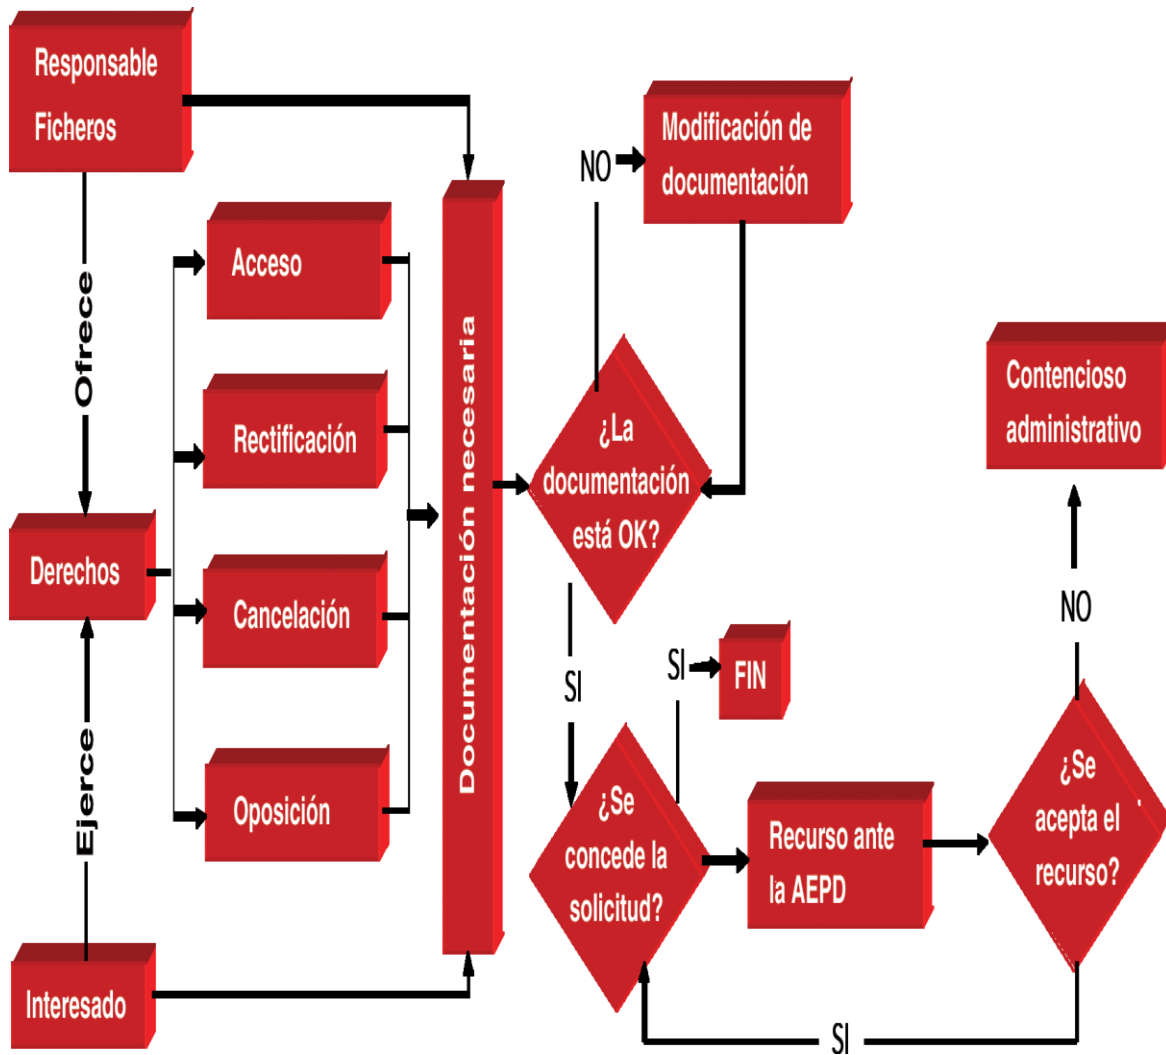 Responsable
Ficheros
Ofrece
Derechos
Ejerce
Interesado
Acceso
Rectificación
Cancelación
Oposición
Documentación necesaria
NO
Modificación de
documentación
¿La
documentación
está OK?
SI
SI
FIN
¿Se
concede la
solicitud?
Recurso ante
la AEPD
Contencioso
administrativo
NO
¿Se
acepta el
recurso?
SI